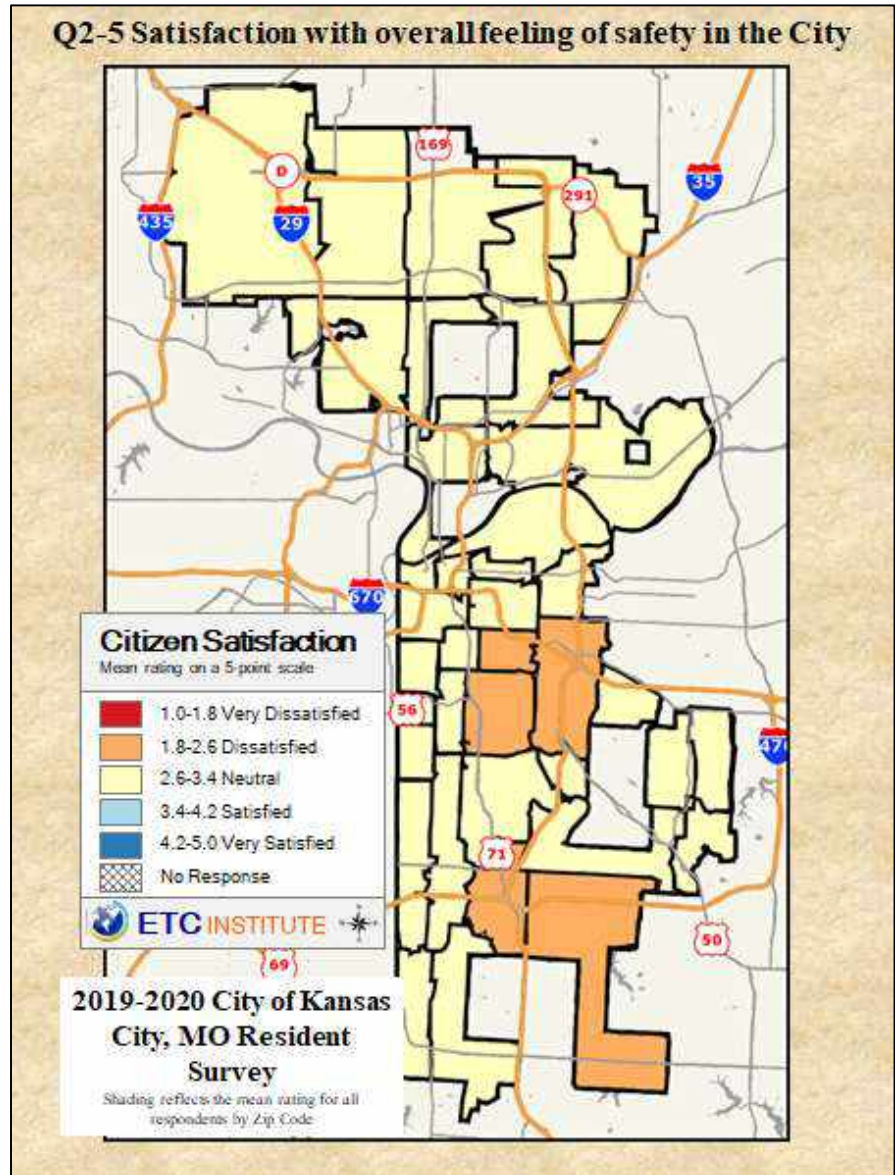 Q2-5 Satisfaction with overall feeling of safety in the City
169
D
291
35
435
29
670
Citizen Satisfaction
Mean rating on a 5-point scale
1.0-1.8 Very Dissatisfied
1.8-2.6 Dissatisfied
2.6-3.4 Neutral
3.4-4.2 Satisfied
4.2-5.0 Very Satisfied
No Response
ETC INSTITUTE
56
470
71
50
69
2019-2020 City of Kansas
City, MO Resident
Survey
Shading reflects the mean rating for all
respondents by Zip Code